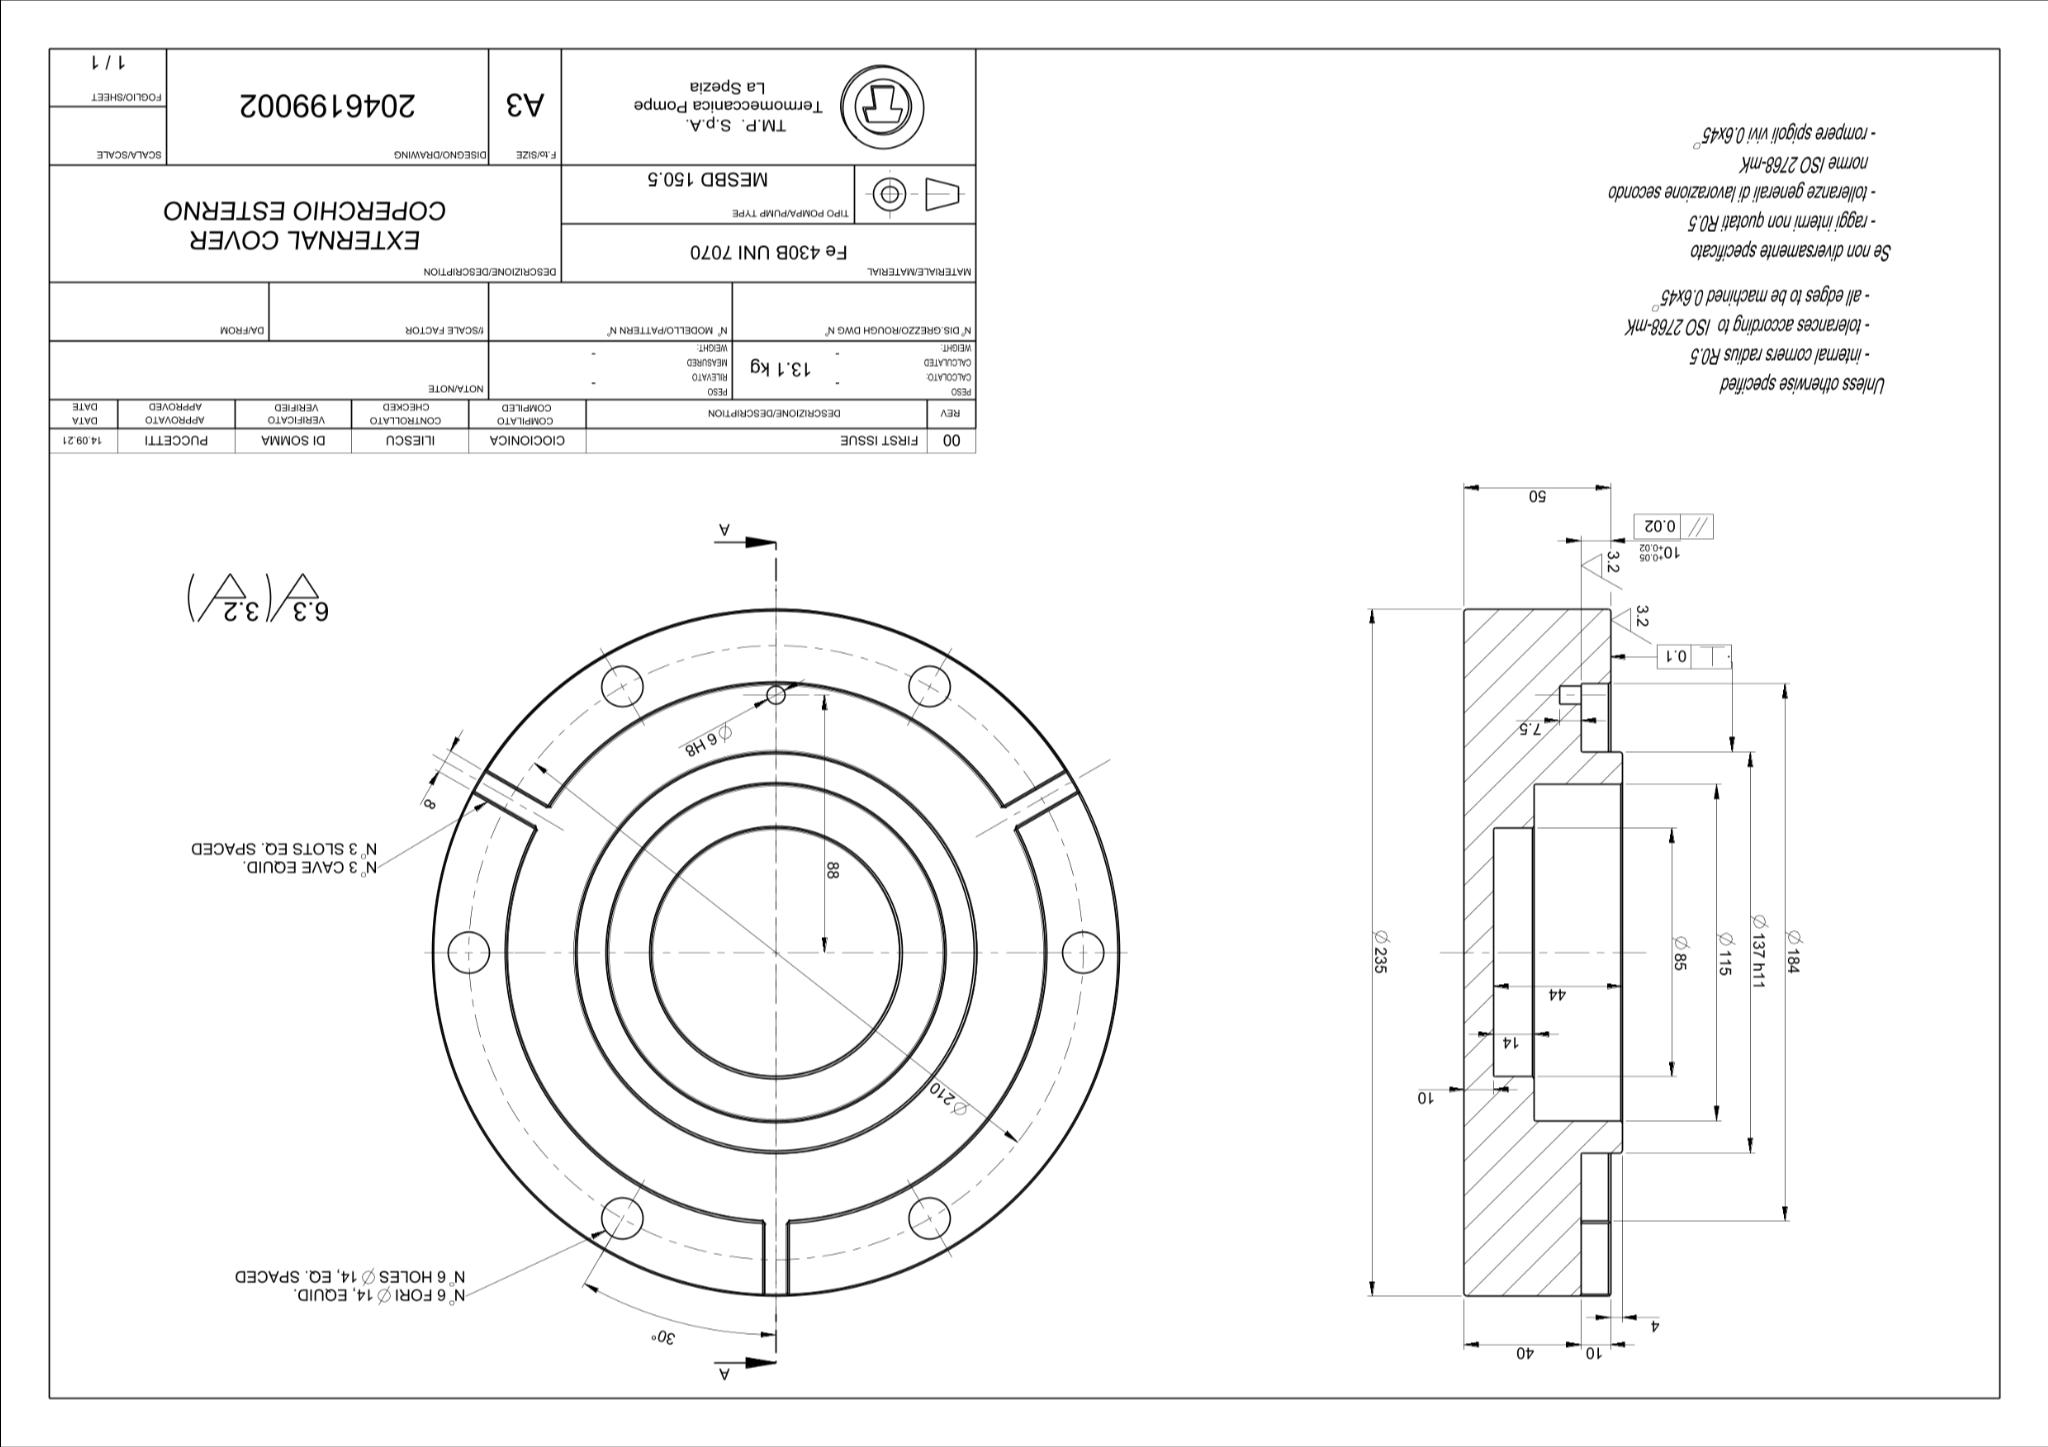 A
A
30°
N° 6 FORI ⌀ 14, EQUID.
N° 6 HOLES ⌀ 14, EQ. SPACED
⌀ 210
88
N° 3 CAVE EQUID.
N° 3 SLOTS EQ. SPACED
8
⌀ 6 H8
6.3 ( 3.2 )
4
10
40
10
14
44
⌀ 235
⌀ 85
⌀ 115
⌀ 137 h11
⌀ 184
7.5
0.1
3.2
3.2
10 +0.05
+0.02
// 0.02
50
Unless otherwise specified
- internal corners radius R0.5
- tolerances according to ISO 2768-mK
- all edges to be machined 0.6x45°
Se non diversamente specificato
- raggi interni non quotati R0.5
- tolleranze generali di lavorazione secondo
norme ISO 2768-mK
- rompere spigoli vivi 0.6x45°
00 FIRST ISSUE CIOCIONICA ILIESCU DI SOMMA PUCCETTI 14.09.21
REV DESCRIZIONE/DESCRIPTION COMPILATO CONTROLLATO VERIFICATO APPROVATO DATA
COMPILED CHECKED VERIFIED APPROVED DATE
PESO
CALCOLATO: -
CALCULATED
WEIGHT: -
13.1 kg
PESO
RILEVATO -
MEASURED
WEIGHT: -
NOTA/NOTE
N° DIS.GREZZO/ROUGH DWG N° N° MODELLO/PATTERN N° f/SCALE FACTOR DA/FROM
MATERIALE/MATERIAL
Fe 430B UNI 7070
DESCRIZIONE/DESCRIPTION
EXTERNAL COVER
COPERCHIO ESTERNO
TIPO POMPA/PUMP TYPE
MESBD 150.5
T.M.P. S.p.A.
Termomeccanica Pompe
La Spezia
F.to/SIZE
A3
DISEGNO/DRAWING
2046199002
SCALA/SCALE
FOGLIO/SHEET
1 / 1